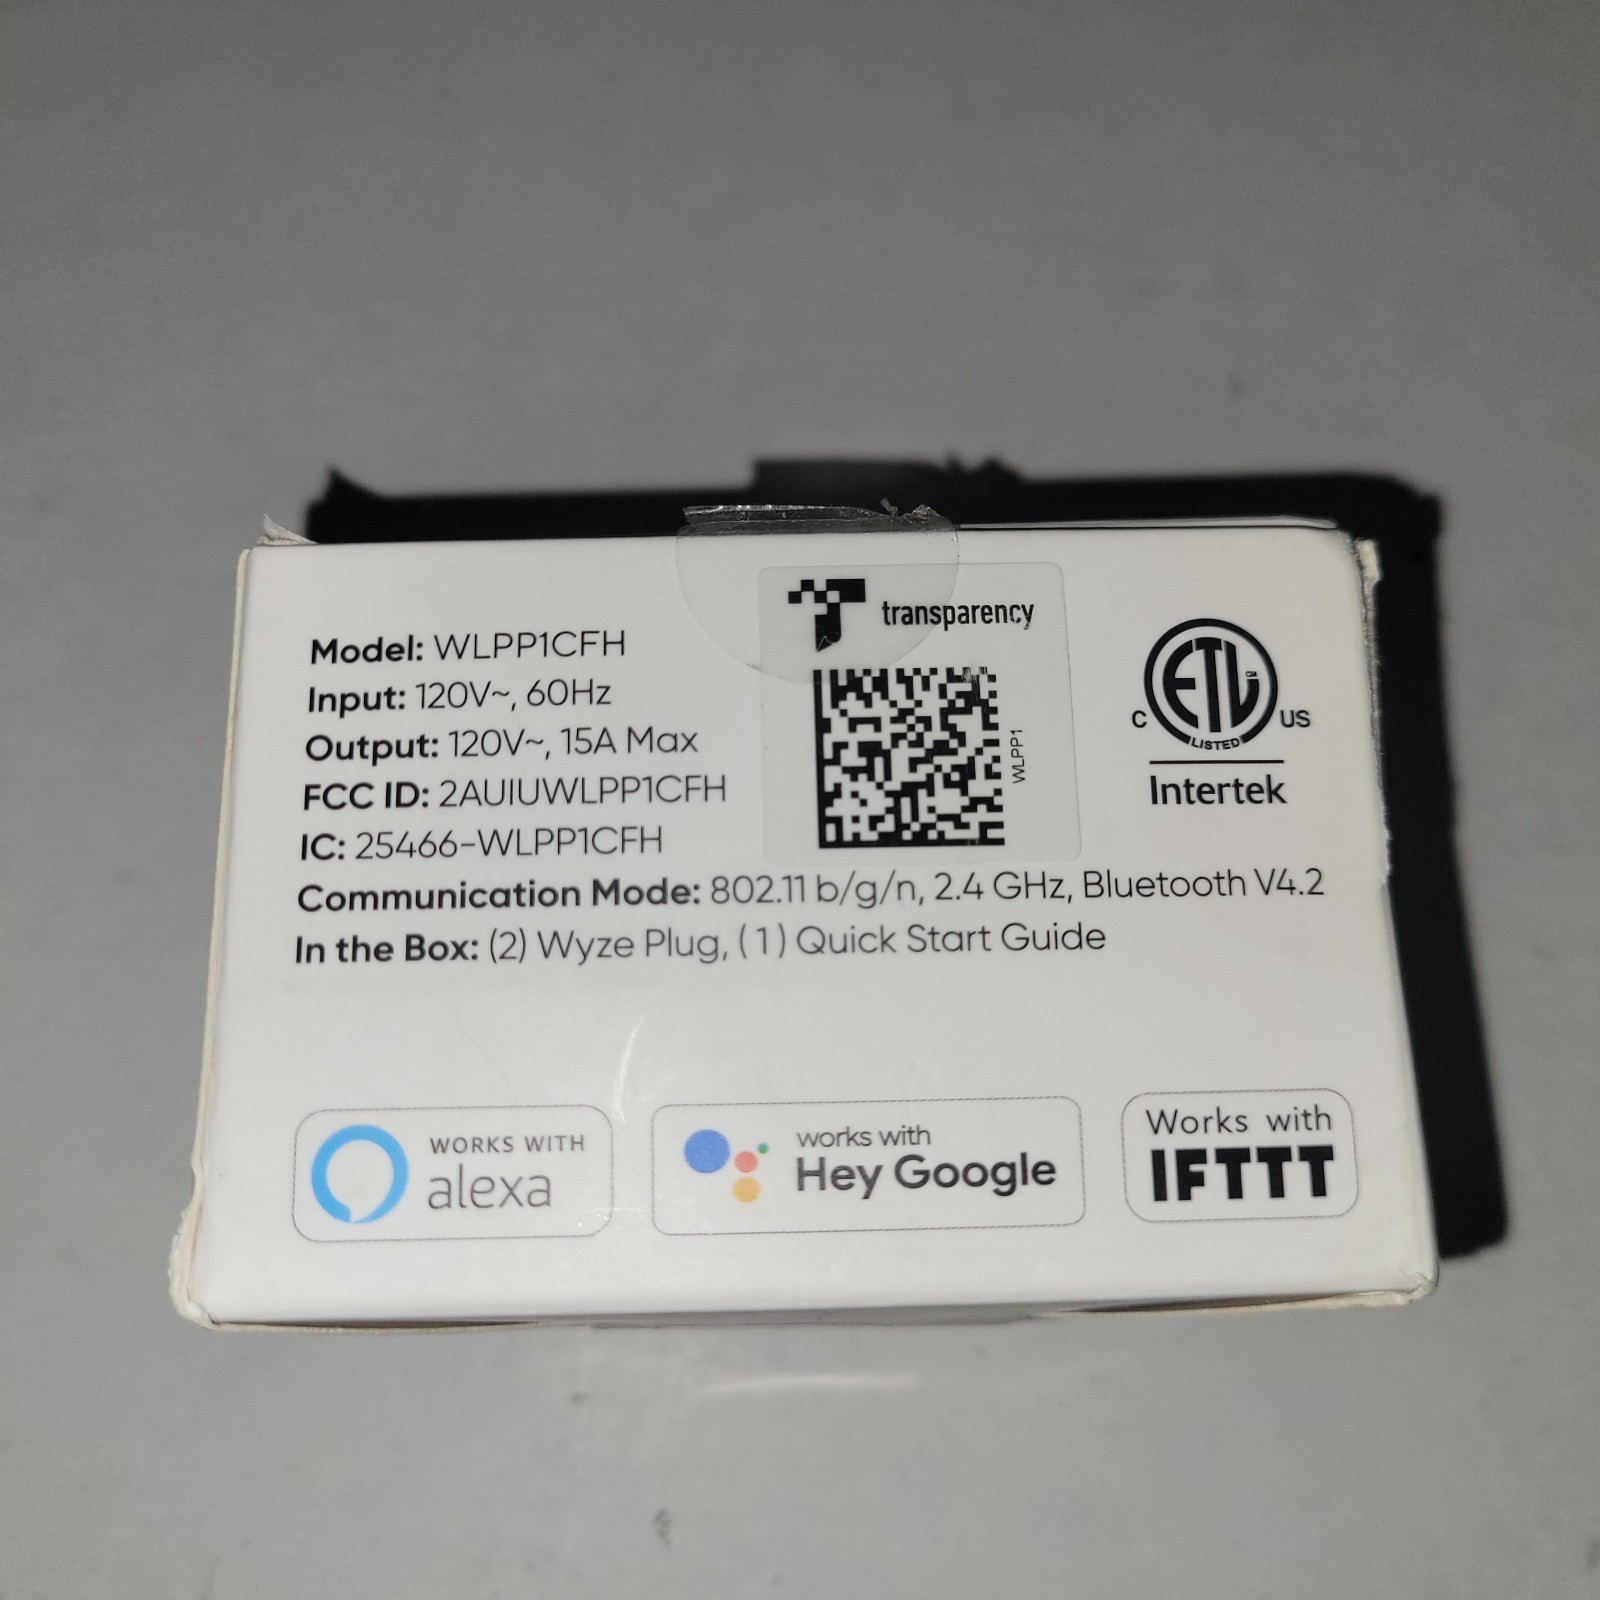 Model: WLPP1CFH
Input: 120V~, 60Hz
Output: 120V~, 15A Max
FCC ID: 2AUIUWLPP1CFH
IC: 25466-WLPP1CFH
Communication Mode: 802.11 b/g/n, 2.4 GHz, Bluetooth V4.2
In the Box: (2) Wyze Plug, (1) Quick Start Guide
transparency
WLPP1
ETL
CM
C US
LISTED
Intertek
WORKS WITH
alexa
works with
Hey Google
Works with
IFTTT